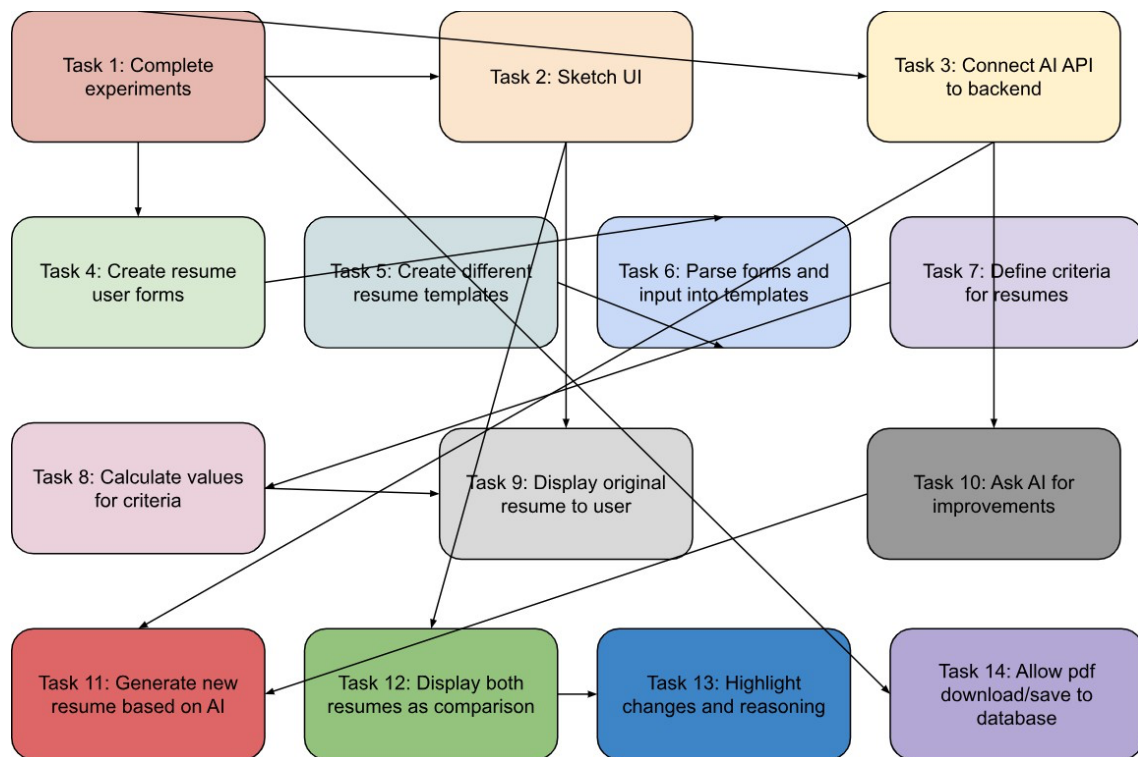 Task 1: Complete
experiments
Task 2: Sketch UI
Task 3: Connect AI API
to backend
Task 4: Create resume
user forms
Task 5: Create different
resume templates
Task 6: Parse forms and
input into templates
Task 7: Define criteria
for resumes
Task 8: Calculate values
for criteria
Task 9: Display original
resume to user
Task 10: Ask AI for
improvements
Task 11: Generate new
resume based on AI
Task 12: Display both
resumes as comparison
Task 13: Highlight
changes and reasoning
Task 14: Allow pdf
download/save to
database